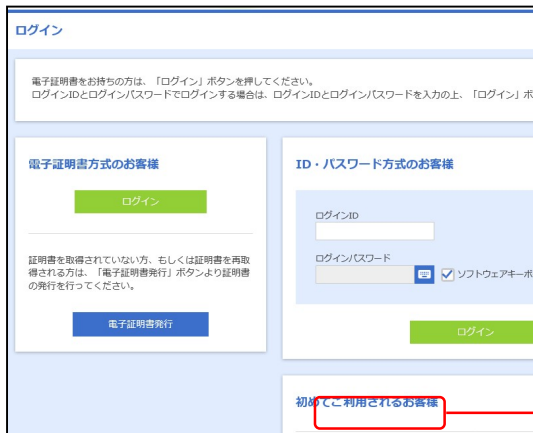 ログイン
電子証明書をお持ちの方は、「ログイン」ボタンを押してください。
ログインIDとログインパスワードでログインする場合は、ログインIDとログインパスワードを入力の上、「ログイン」ボ
電子証明書方式のお客様
ログイン
証明書を取得されていない方、もしくは証明書を再取
得される方は、「電子証明書発行」ボタンより証明書
の発行を行ってください。
電子証明書発行
ID・パスワード方式のお客様
ログインID
ログインパスワード
ソフトウェアキーボ
ログイン
初めてご利用されるお客様